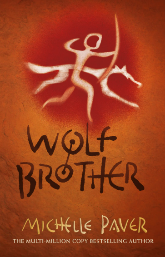 WOLF
BROTHER
MICHELLE PAVER
THE MULTI-MILLION COPY BESTSELLING AUTHOR